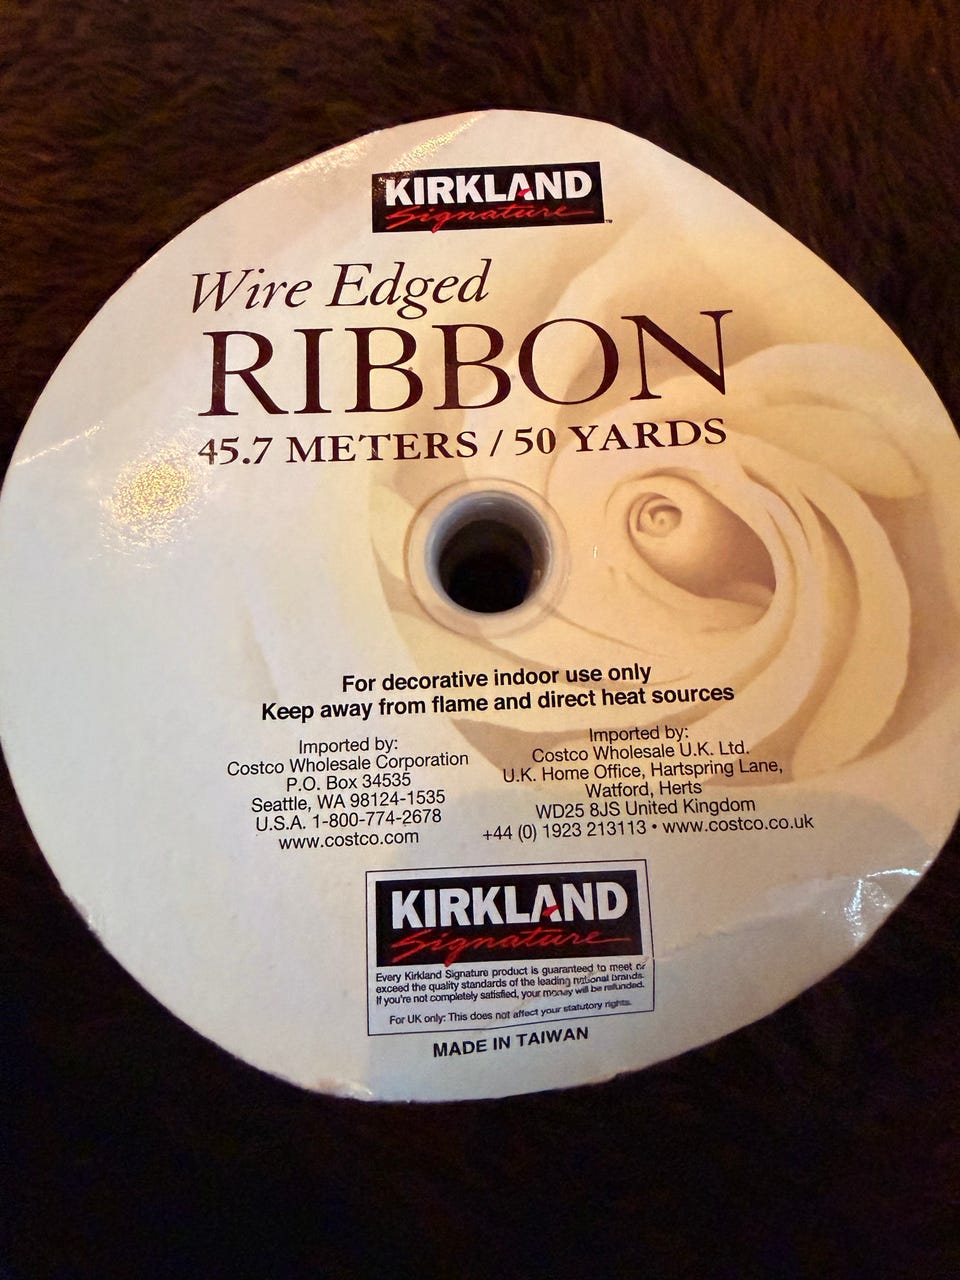 KIRKLAND
Signature™
Wire Edged
RIBBON
45.7 METERS / 50 YARDS
For decorative indoor use only
Keep away from flame and direct heat sources
Imported by:
Costco Wholesale Corporation
P.O. Box 34535
Seattle, WA 98124-1535
U.S.A. 1-800-774-2678
www.costco.com
Imported by:
Costco Wholesale U.K. Ltd.
U.K. Home Office, Hartspring Lane,
Watford, Herts
WD25 8JS United Kingdom
+44 (0) 1923 213113 • www.costco.co.uk
KIRKLAND
Signature
Every Kirkland Signature product is guaranteed to meet or
exceed the quality standards of the leading national brands.
If you're not completely satisfied, your money will be refunded.
For UK only: This does not affect your statutory rights.
MADE IN TAIWAN